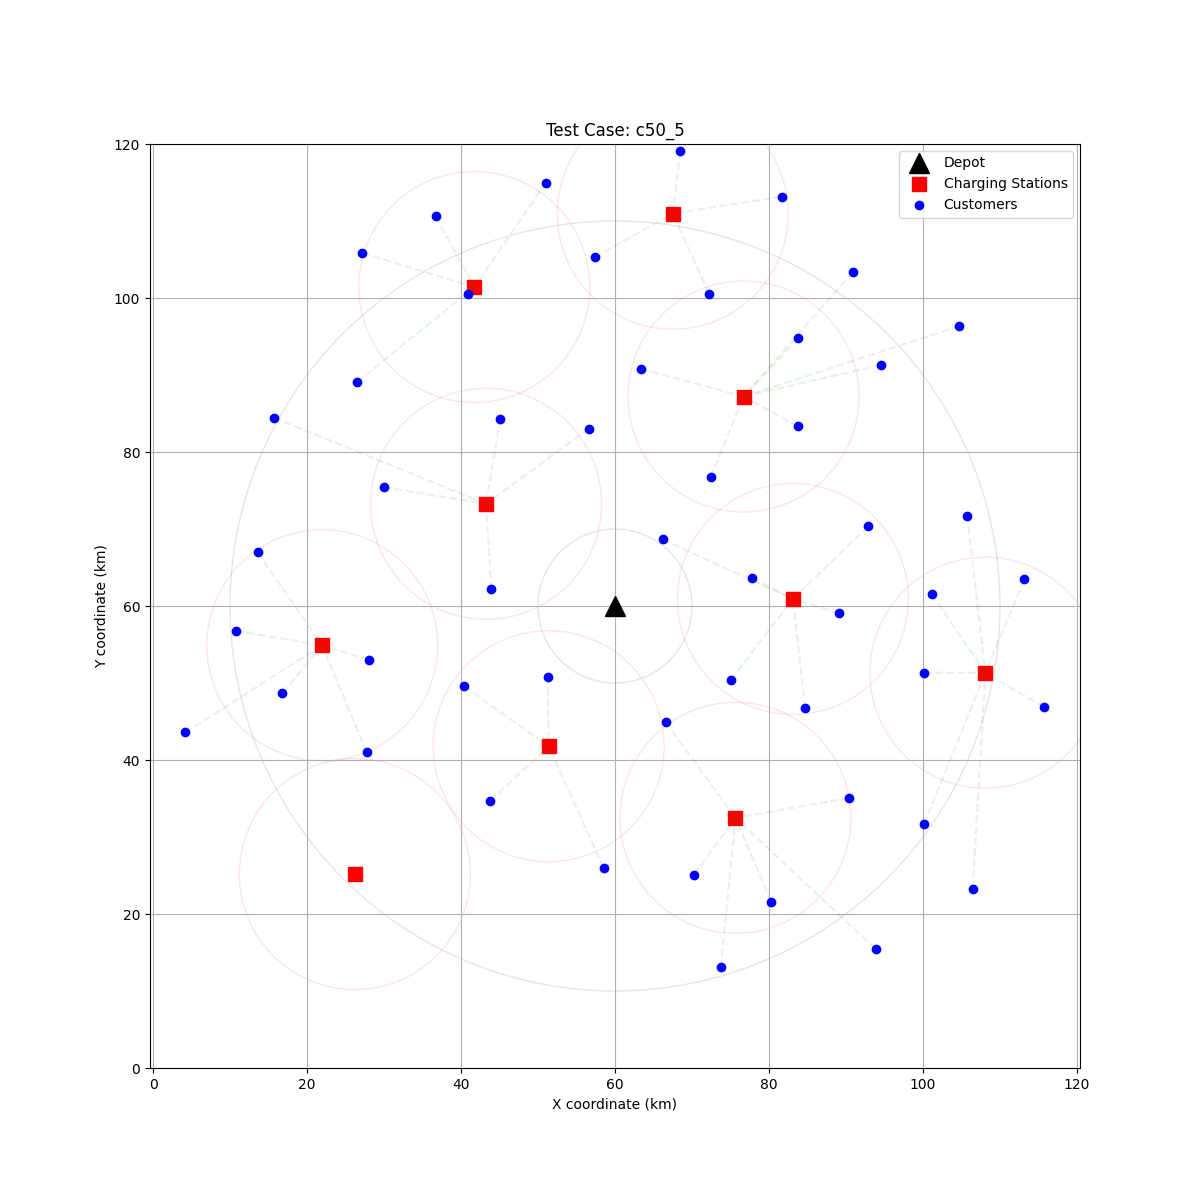 Test Case: c50_5
Depot
Charging Stations
Customers
120
100
80
60
40
20
0
Y coordinate (km)
0 20 40 60 80 100 120
X coordinate (km)